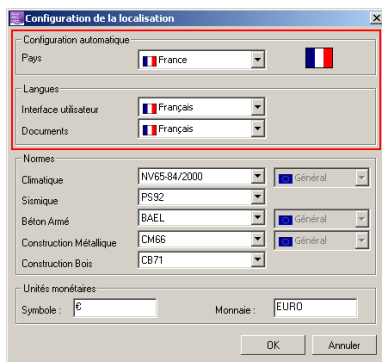 Configuration de la localisation
Configuration automatique
Pays France
Langues
Interface utilisateur Français
Documents Français
Normes
Climatique NV65-84/2000 Général
Sismique PS92
Béton Armé BAEL Général
Construction Métallique CM66 Général
Construction Bois CB71
Unités monétaires
Symbole : € Monnaie : EURO
OK Annuler